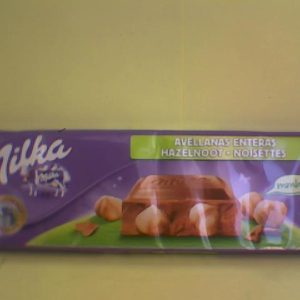 Milka
AVELLANAS ENTERAS
HAZELNOOT • NOISETTES